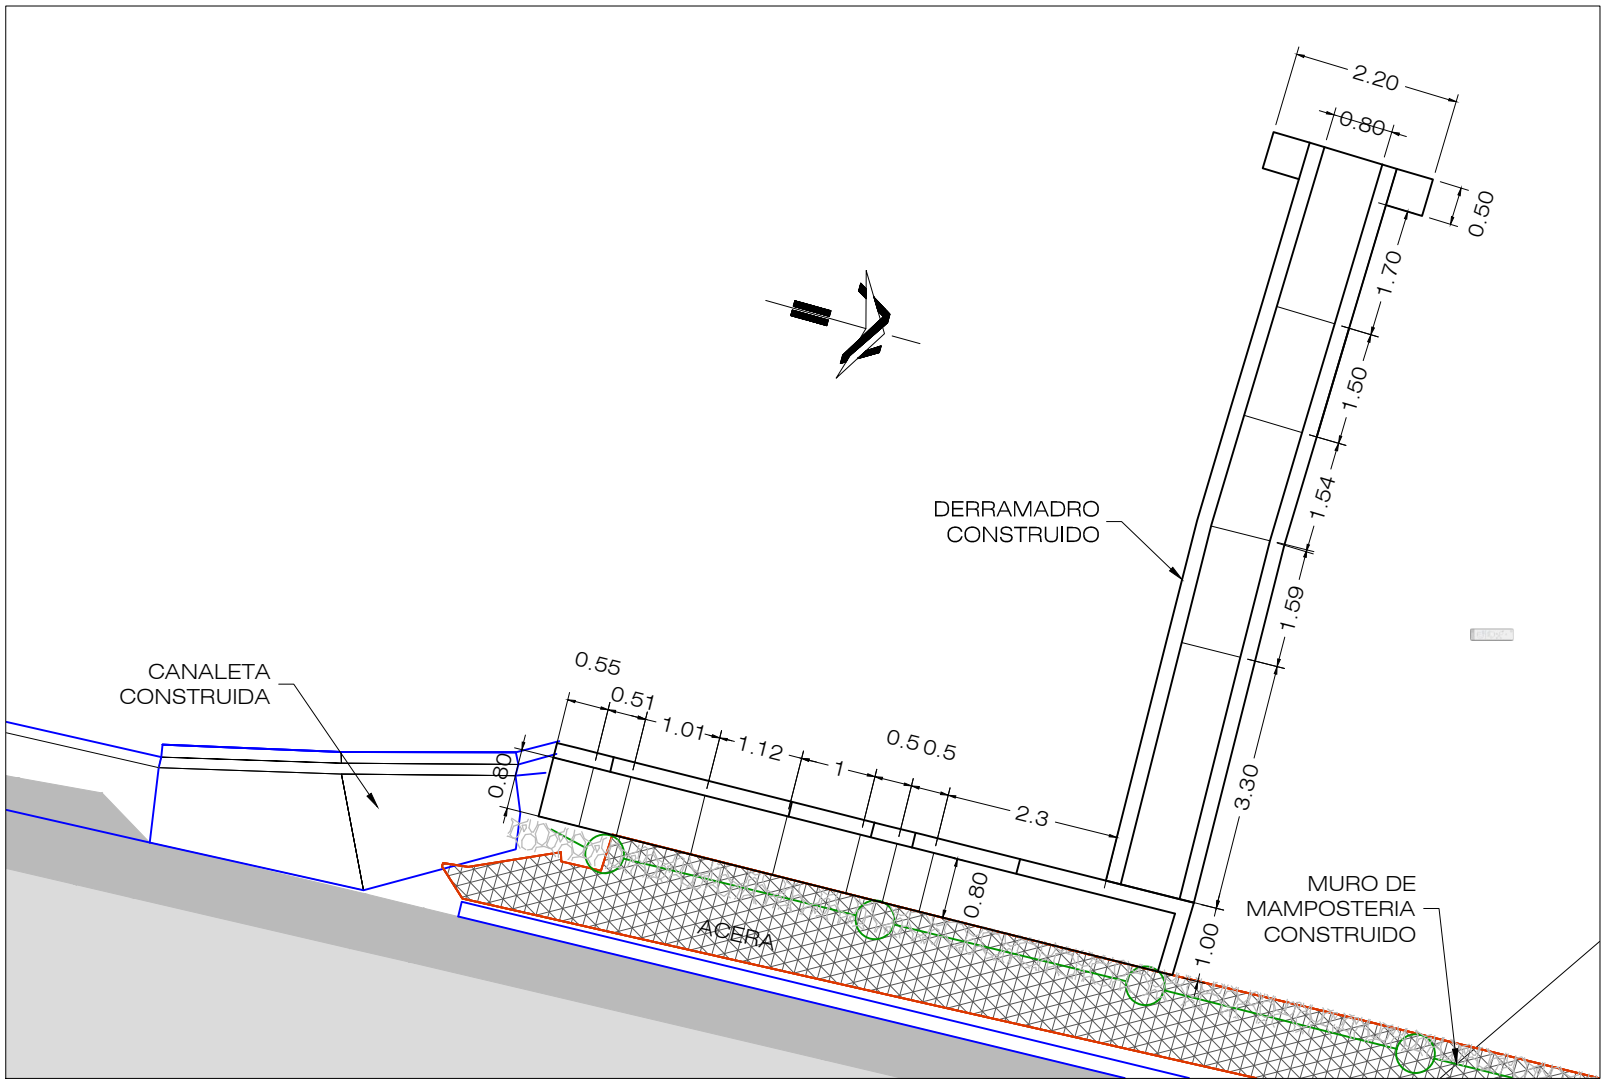 2.20
0.80
0.50
1.70
1.50
DERRAMADRO
CONSTRUIDO
1.54
1.59
CANALETA
CONSTRUIDA
0.55
0.51
1.01
1.12
1
0.5
0.5
2.3
0.80
3.30
0.80
1.00
ACERA
MURO DE
MAMPOSTERIA
CONSTRUIDO